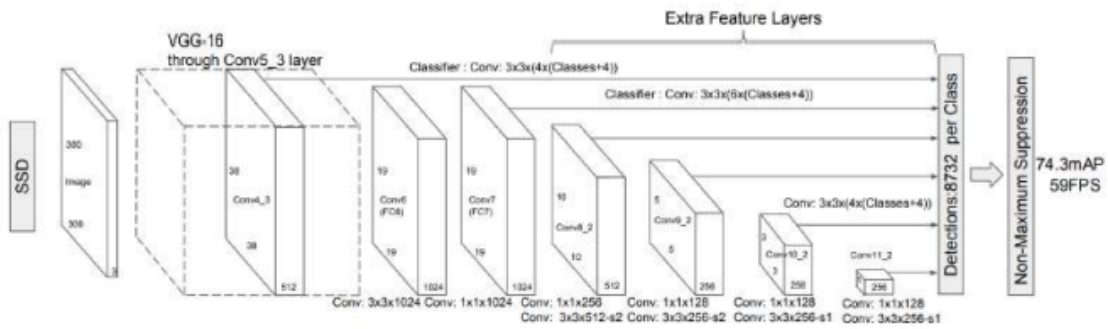 Extra Feature Layers
VGG-16
through Conv5_3 layer
Classifier : Conv: 3x3x(4x(Classes+4))
Classifier : Conv: 3x3x(6x(Classes+4))
SSD
300
Image
300
3
38
Conv4_3
38
512
19
Conv6
(FC6)
19
1024
19
Conv7
(FC7)
19
1024
10
Conv8_2
10
512
5
Conv9_2
5
256
Conv: 3x3x(4x(Classes+4))
3
Conv10_2
3
256
Conv11_2
256
Detections:8732 per Class
Non-Maximum Suppression
74.3mAP
59FPS
Conv: 3x3x1024
Conv: 1x1x1024
Conv: 1x1x256
Conv: 3x3x512-s2
Conv: 1x1x128
Conv: 3x3x256-s2
Conv: 1x1x128
Conv: 3x3x256-s1
Conv: 1x1x128
Conv: 3x3x256-s1